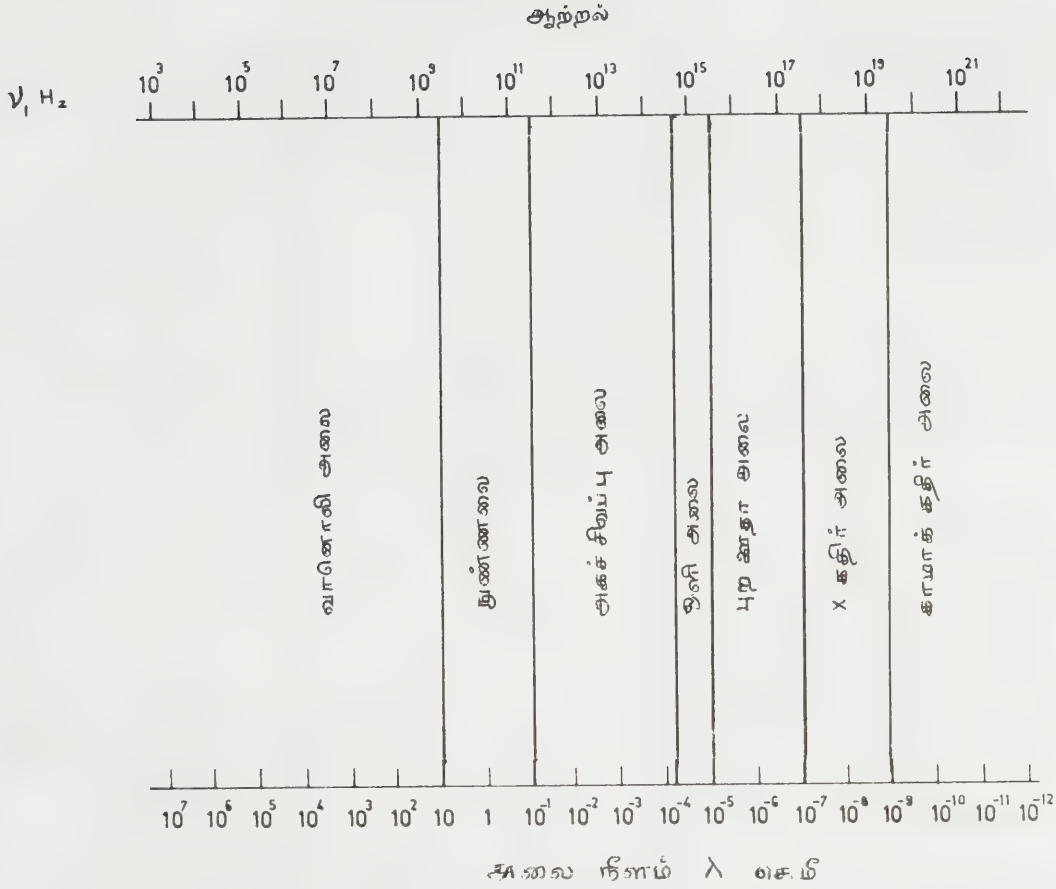 ஆற்றல்
10³ 10⁵ 10⁷ 10⁹ 10¹¹ 10¹³ 10¹⁵ 10¹⁷ 10¹⁹ 10²¹
ν, H₂
வானொலி அலை
நுண்ணலை
அகச் சிவப்பு அலை
ஒளி அலை
புற ஊதா அலை
X கதிர் அலை
காமாக் கதிர் அலை
10⁷ 10⁶ 10⁵ 10⁴ 10³ 10² 10 1 10⁻¹ 10⁻² 10⁻³ 10⁻⁴ 10⁻⁵ 10⁻⁶ 10⁻⁷ 10⁻⁸ 10⁻⁹ 10⁻¹⁰ 10⁻¹¹ 10⁻¹²
நீளம் λ செ.மீ